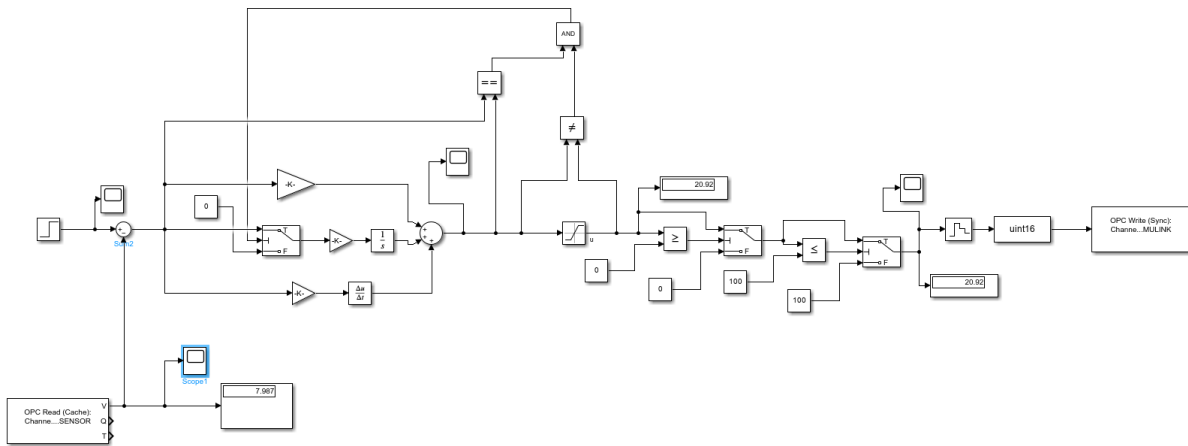 AND
==
≠
20.92
-K-
0
T
F
-K-
1
s
+
-
Sum2
+
+
+
u
≥
T
F
≤
T
F
uint16
OPC Write (Sync):
Channe...MULINK
0
0
100
100
20.92
-K-
Δu
Δt
Scope1
7.987
OPC Read (Cache):
Channe....SENSOR
V
Q
T